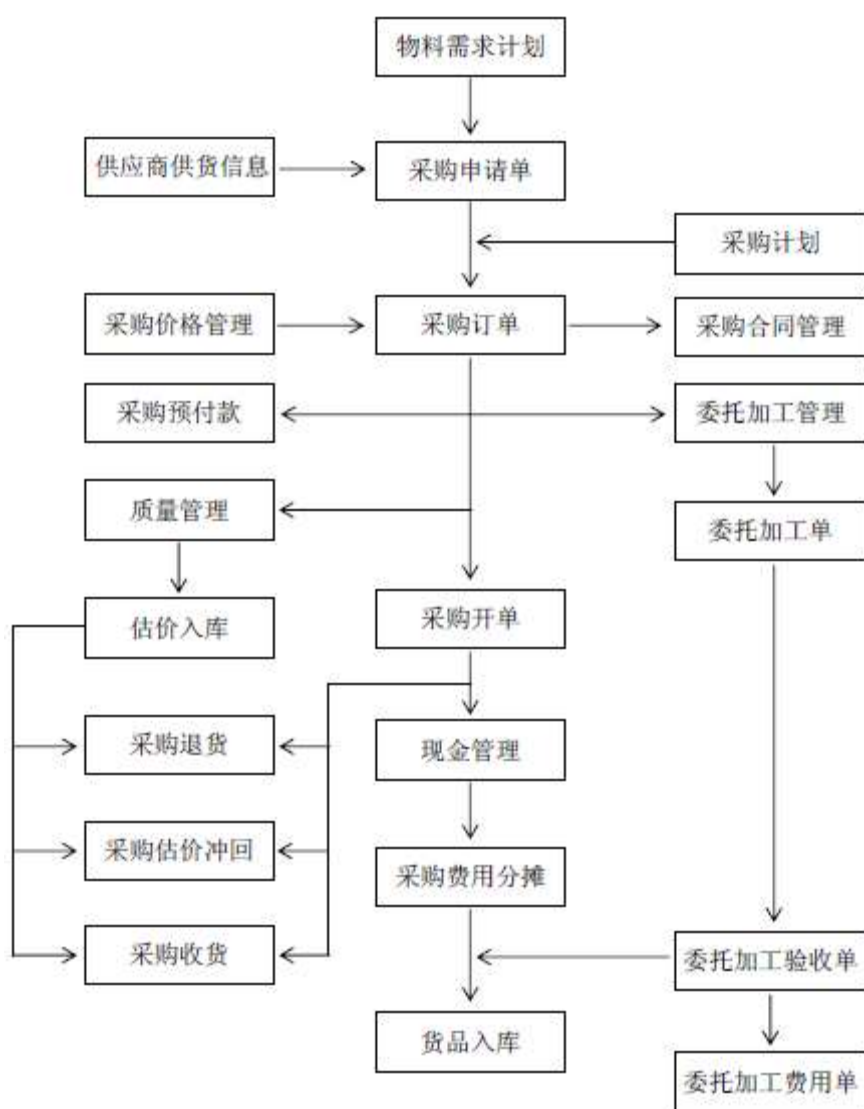 物料需求计划
供应商供货信息
采购申请单
采购计划
采购价格管理
采购订单
采购合同管理
采购预付款
委托加工管理
质量管理
委托加工单
估价入库
采购开单
采购退货
现金管理
采购估价冲回
采购费用分摊
采购收货
委托加工验收单
货品入库
委托加工费用单